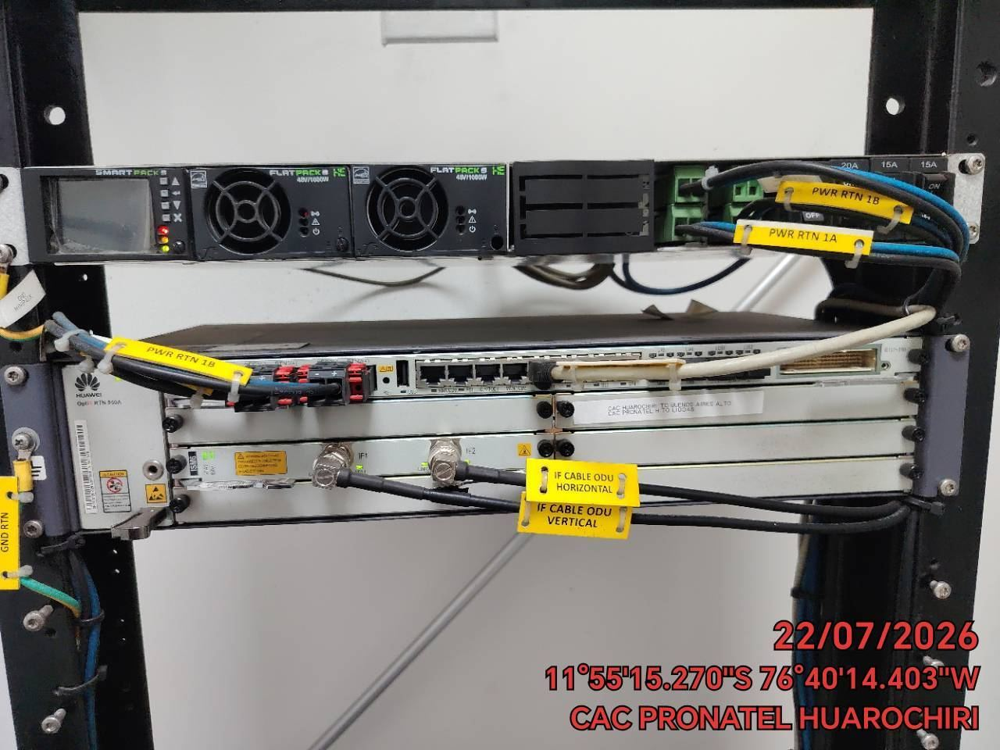 SMARTPACK S
FLATPACK S
48V/1000W
HE
FLATPACK S
48V/1000W
HE
20A
15A
15A
ON
OFF
PWR RTN 1B
PWR RTN 1A
GND
PWR RTN 1B
HUAWEI
OptiX RTN 950A
CAC HUAROCHIRI TO BUENOS AIRES ALTO
CAC PRONATEL H TO LI0048
ISM6
IF1
IF2
CAUTION
IF CABLE ODU
HORIZONTAL
IF CABLE ODU
VERTICAL
GND RTN
22/07/2026
11°55'15.270"S 76°40'14.403"W
CAC PRONATEL HUAROCHIRI